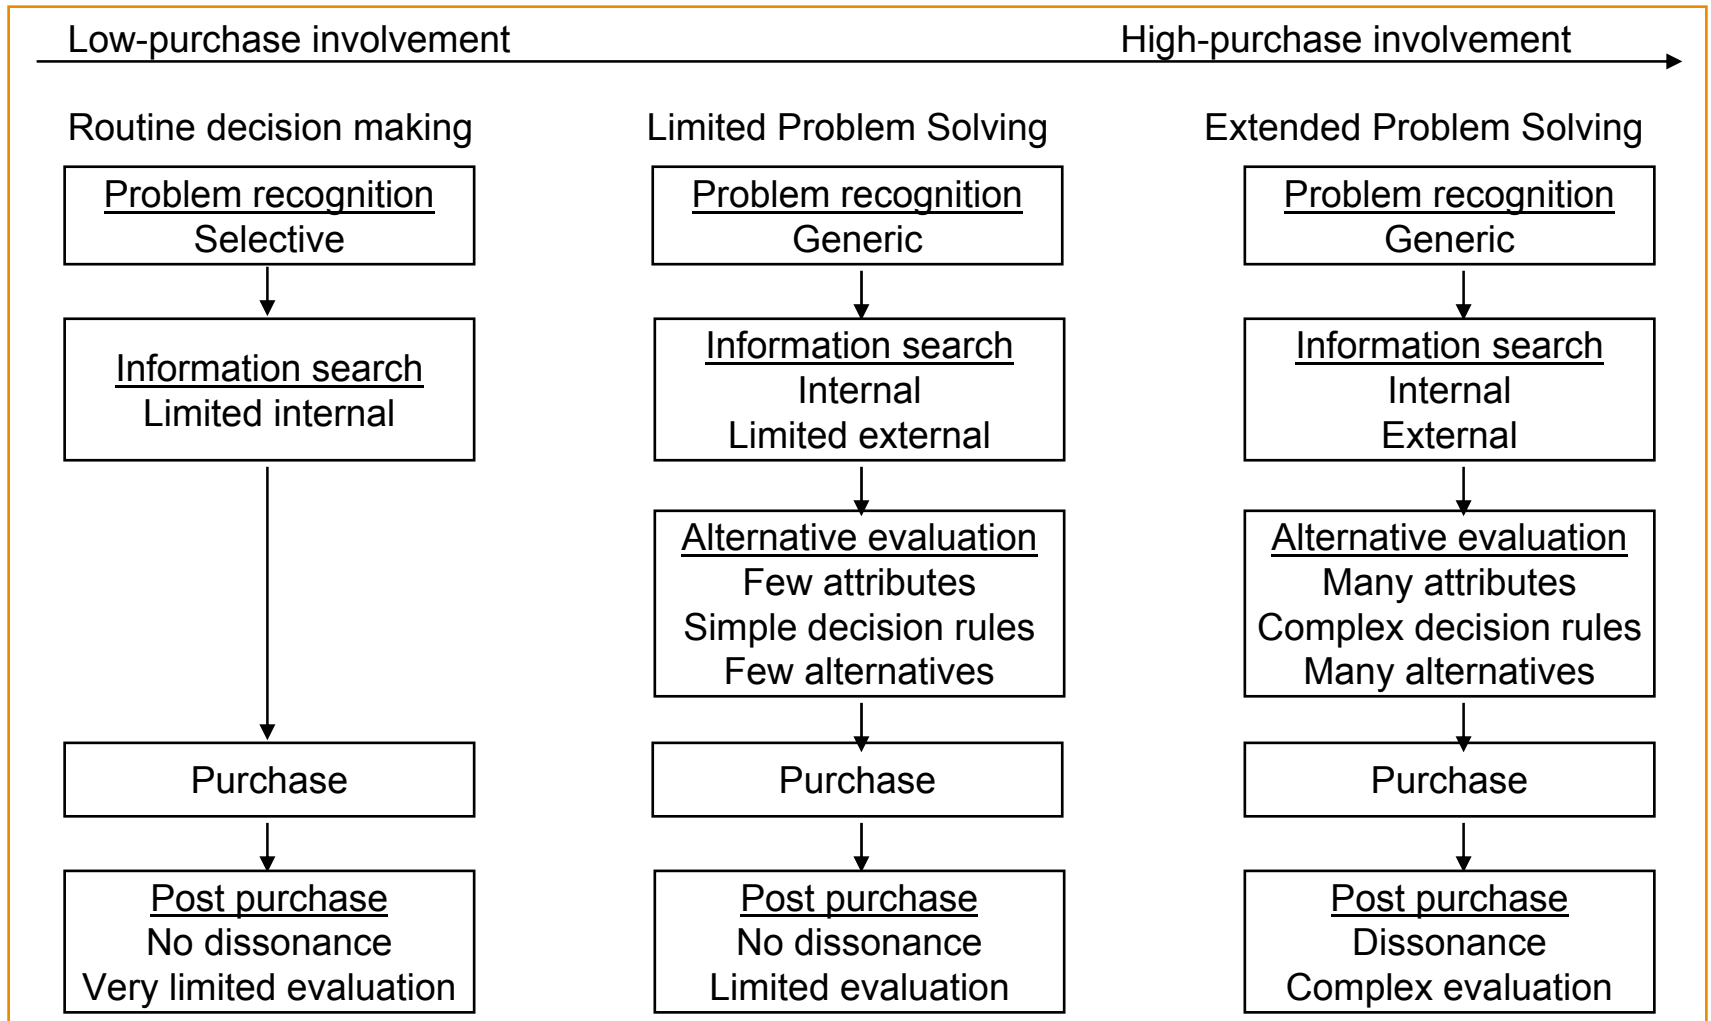 Low-purchase involvement
High-purchase involvement
Routine decision making
Problem recognition
Selective
Information search
Limited internal
Purchase
Post purchase
No dissonance
Very limited evaluation
Limited Problem Solving
Problem recognition
Generic
Information search
Internal
Limited external
Alternative evaluation
Few attributes
Simple decision rules
Few alternatives
Purchase
Post purchase
No dissonance
Limited evaluation
Extended Problem Solving
Problem recognition
Generic
Information search
Internal
External
Alternative evaluation
Many attributes
Complex decision rules
Many alternatives
Purchase
Post purchase
Dissonance
Complex evaluation